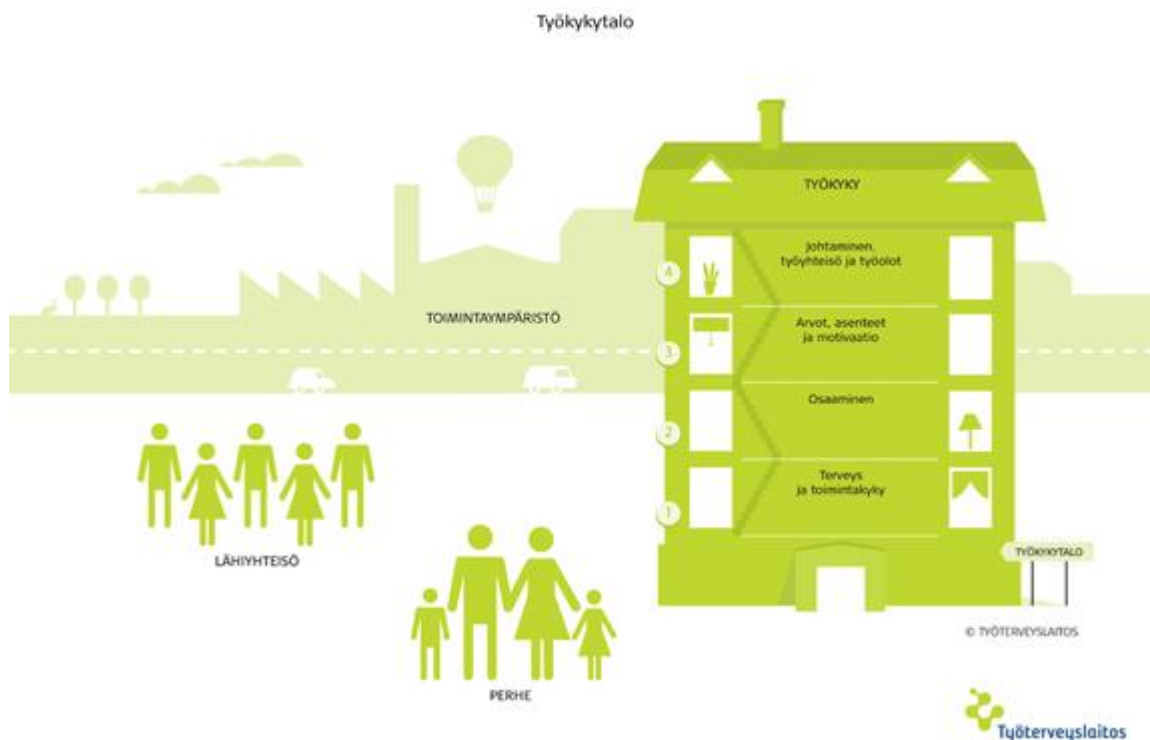 Työkykytalo
TYÖKYKY
Johtaminen,
työyhteisö ja työolot
4
TOIMINTAYMPÄRISTÖ
Arvot, asenteet
ja motivaatio
3
Osaaminen
2
Terveys
ja toimintakyky
1
LÄHIYHTEISÖ
TYÖKYKYTALO
© TYÖTERVEYSLAITOS
PERHE
Työterveyslaitos